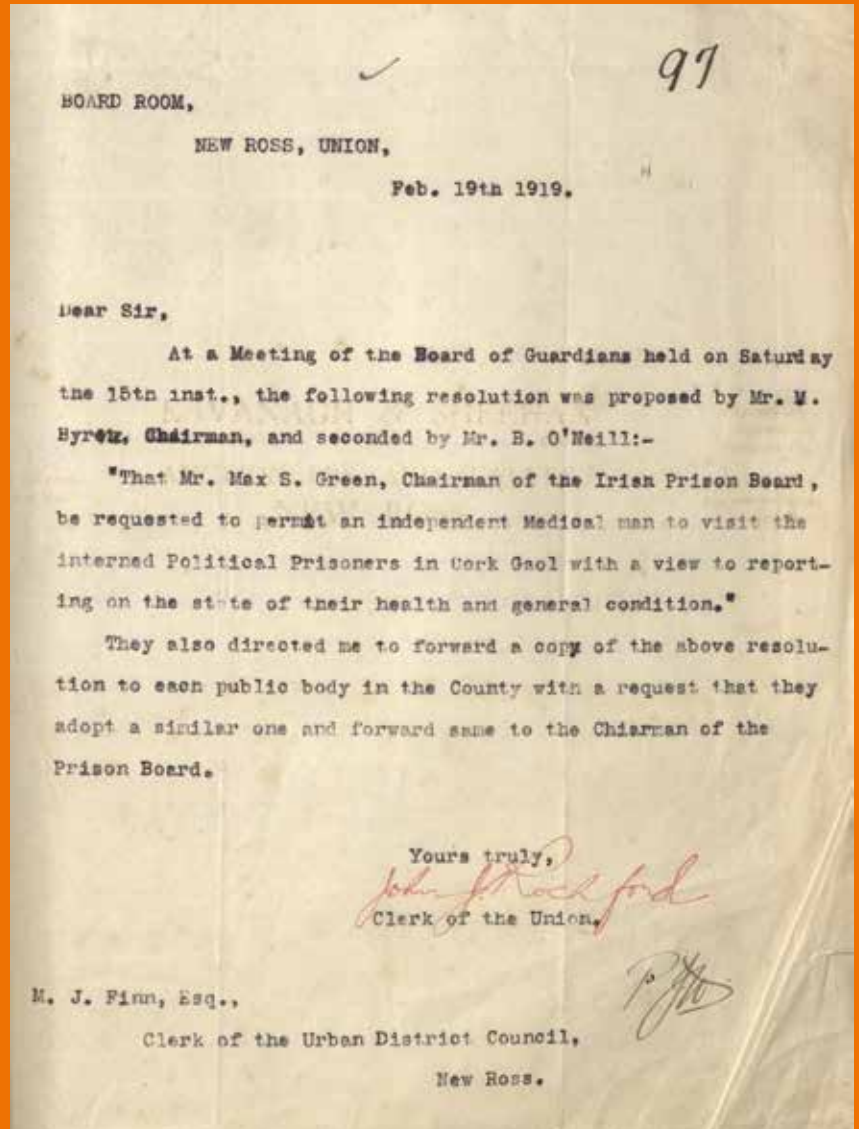 97
BOARD ROOM,
NEW ROSS, UNION,
Feb. 19th 1919.
Dear Sir,
At a Meeting of the Board of Guardians held on Saturday
the 15th inst., the following resolution was proposed by Mr. M.
Chairman, and seconded by Mr. B. O'Neill:-
"That Mr. Max S. Green, Chairman of the Irish Prison Board,
be requested to permit an independent Medical man to visit the
interned Political Prisoners in Cork Gaol with a view to report-
ing on the state of their health and general condition."
They also directed me to forward a copy of the above resolu-
tion to each public body in the County with a request that they
adopt a similar one and forward same to the Chiarman of the
Prison Board.
Yours truly,
John J. Rochford
Clerk of the Union.
M. J. Finn, Esq.,
Clerk of the Urban District Council,
New Ross.